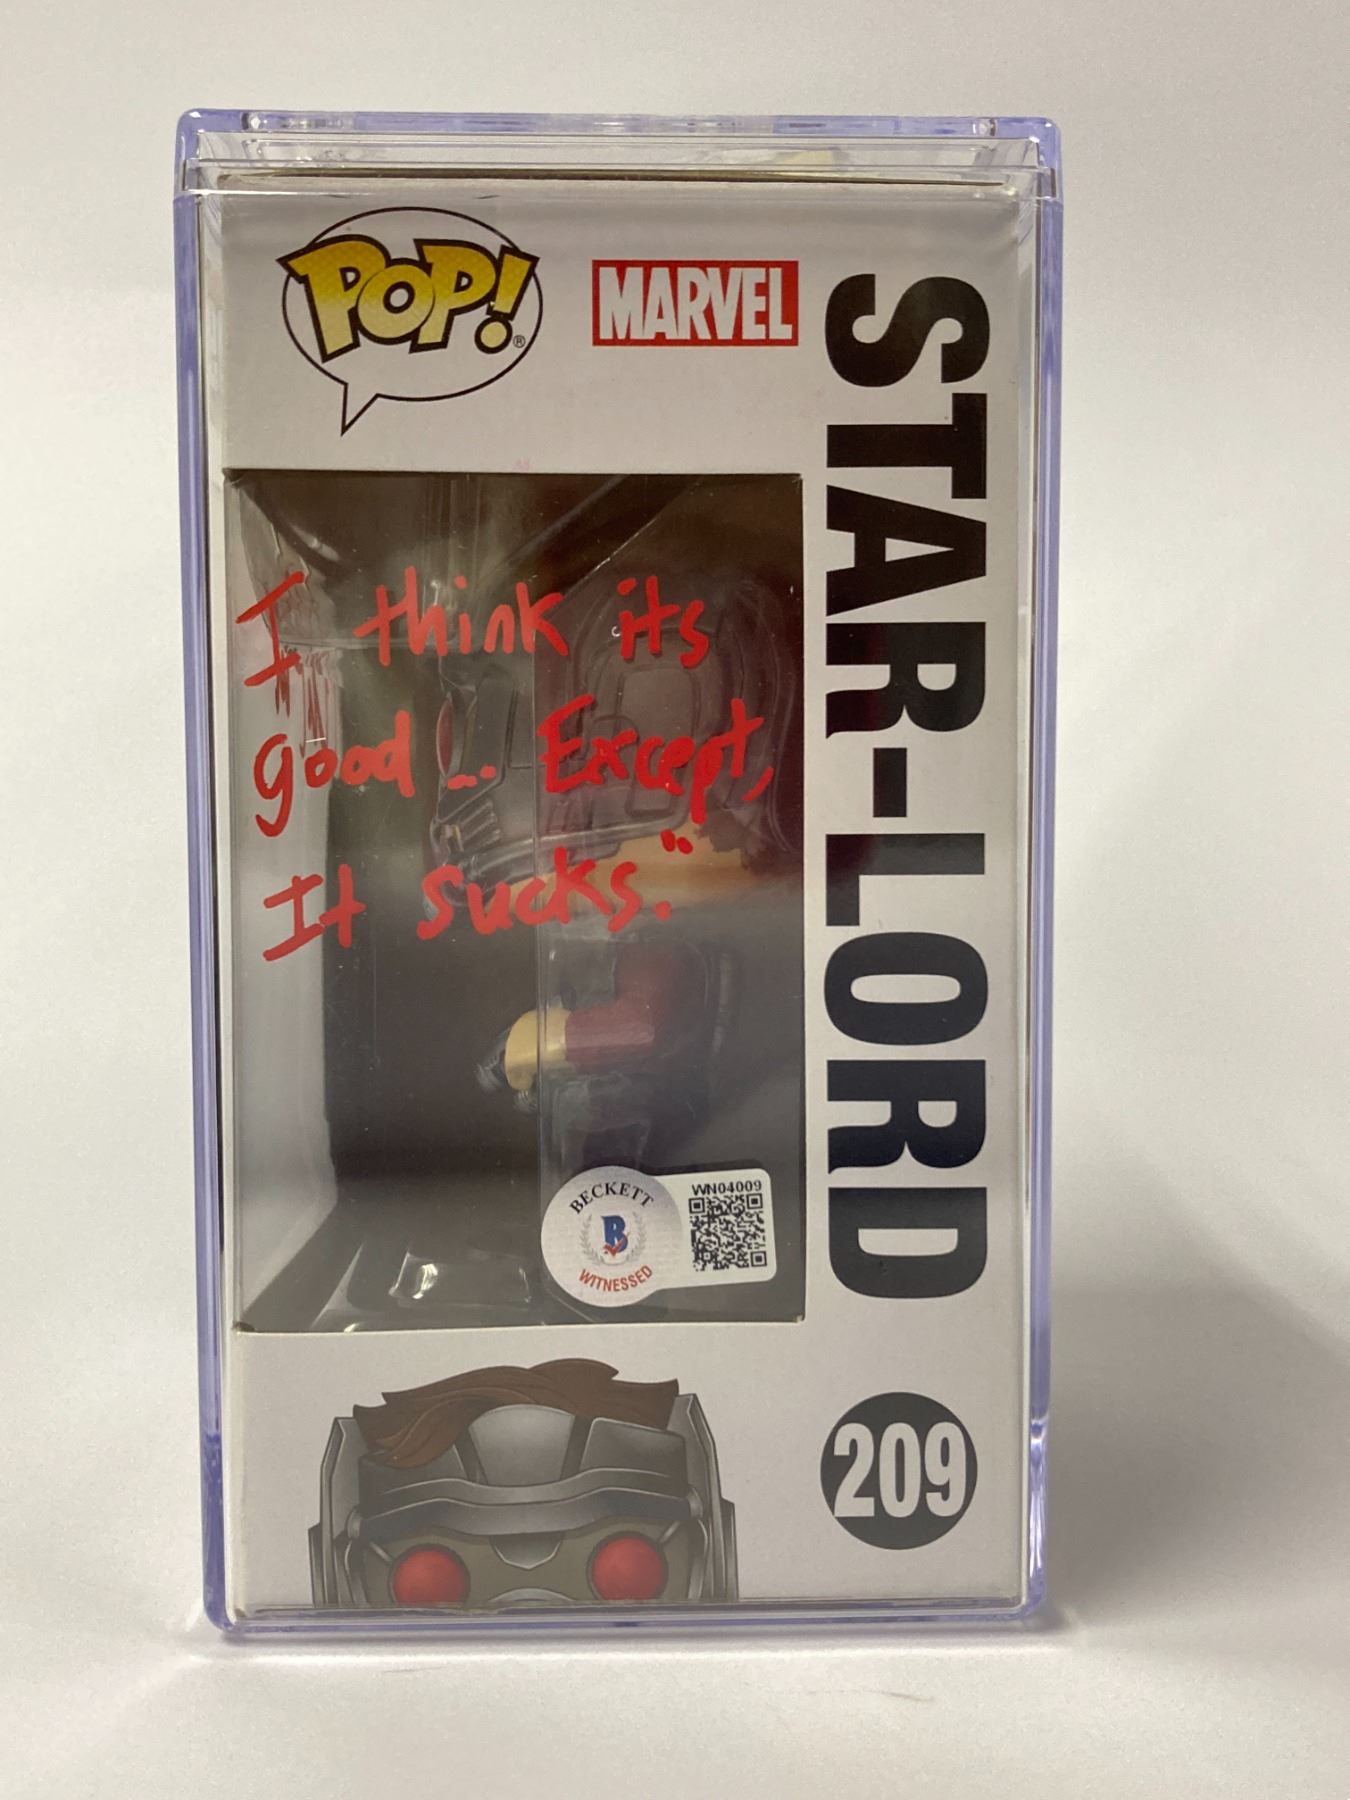 POP!®
MARVEL
STAR-LORD
I think its
good... Except,
It Sucks."
BECKETT
B
WITNESSED
WN04009
209